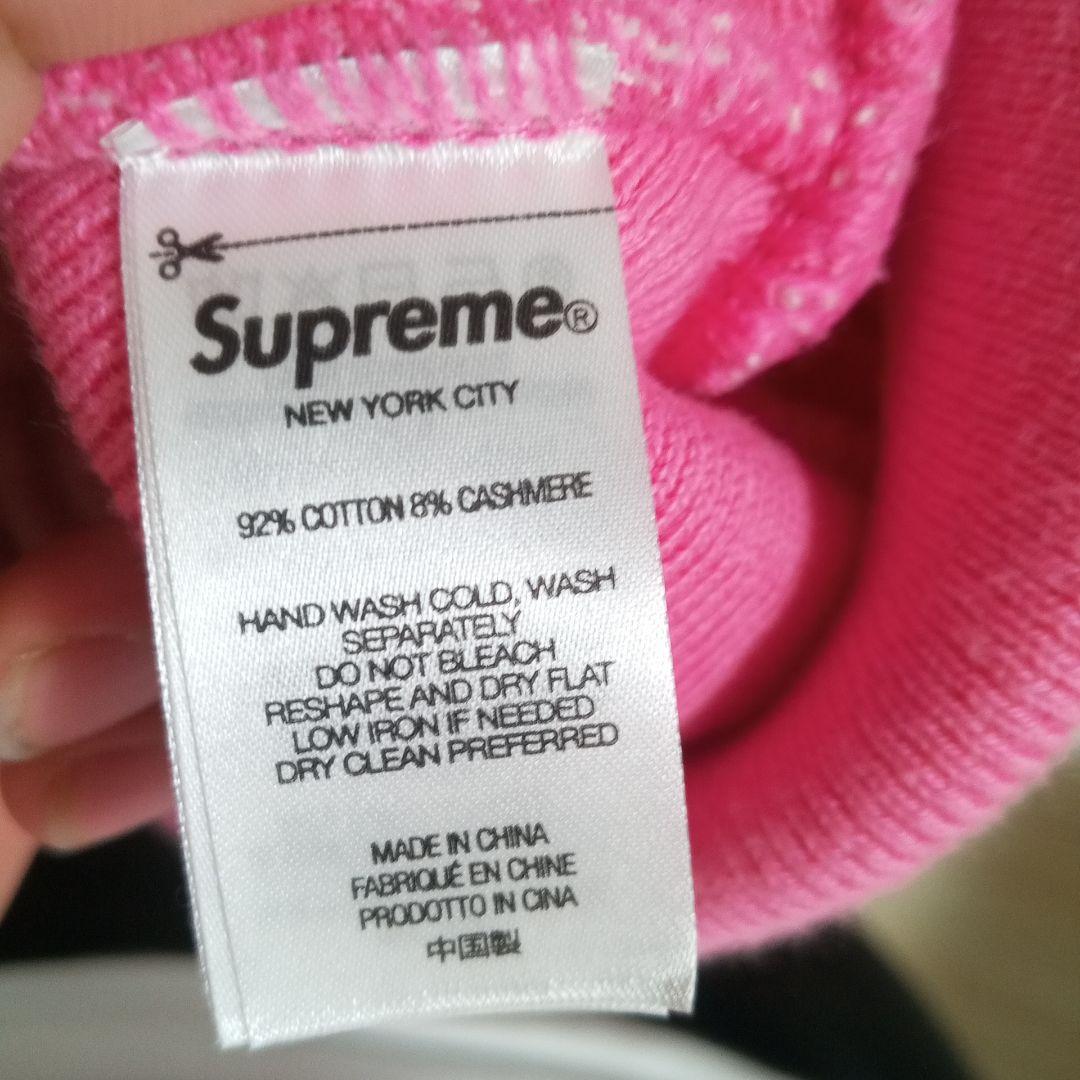 Supreme®
NEW YORK CITY
92% COTTON 8% CASHMERE
HAND WASH COLD, WASH
SEPARATELY
DO NOT BLEACH
RESHAPE AND DRY FLAT
LOW IRON IF NEEDED
DRY CLEAN PREFERRED
MADE IN CHINA
FABRIQUÉ EN CHINE
PRODOTTO IN CINA
中国製